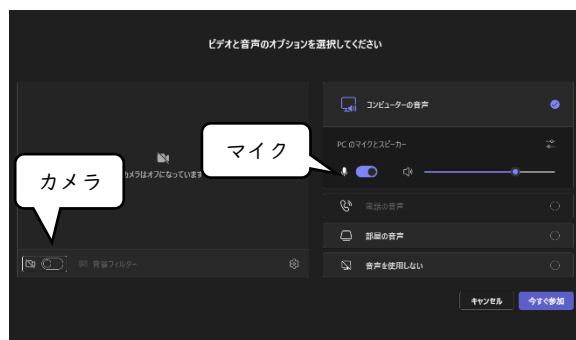 ビデオと音声のオプションを選択してください
コンピューターの音声
PC のマイクとスピーカー
マイク
メラはオフになっています
カメラ
電話の音声
部屋の音声
背景フィルター
音声を使用しない
キャンセル
今すぐ参加